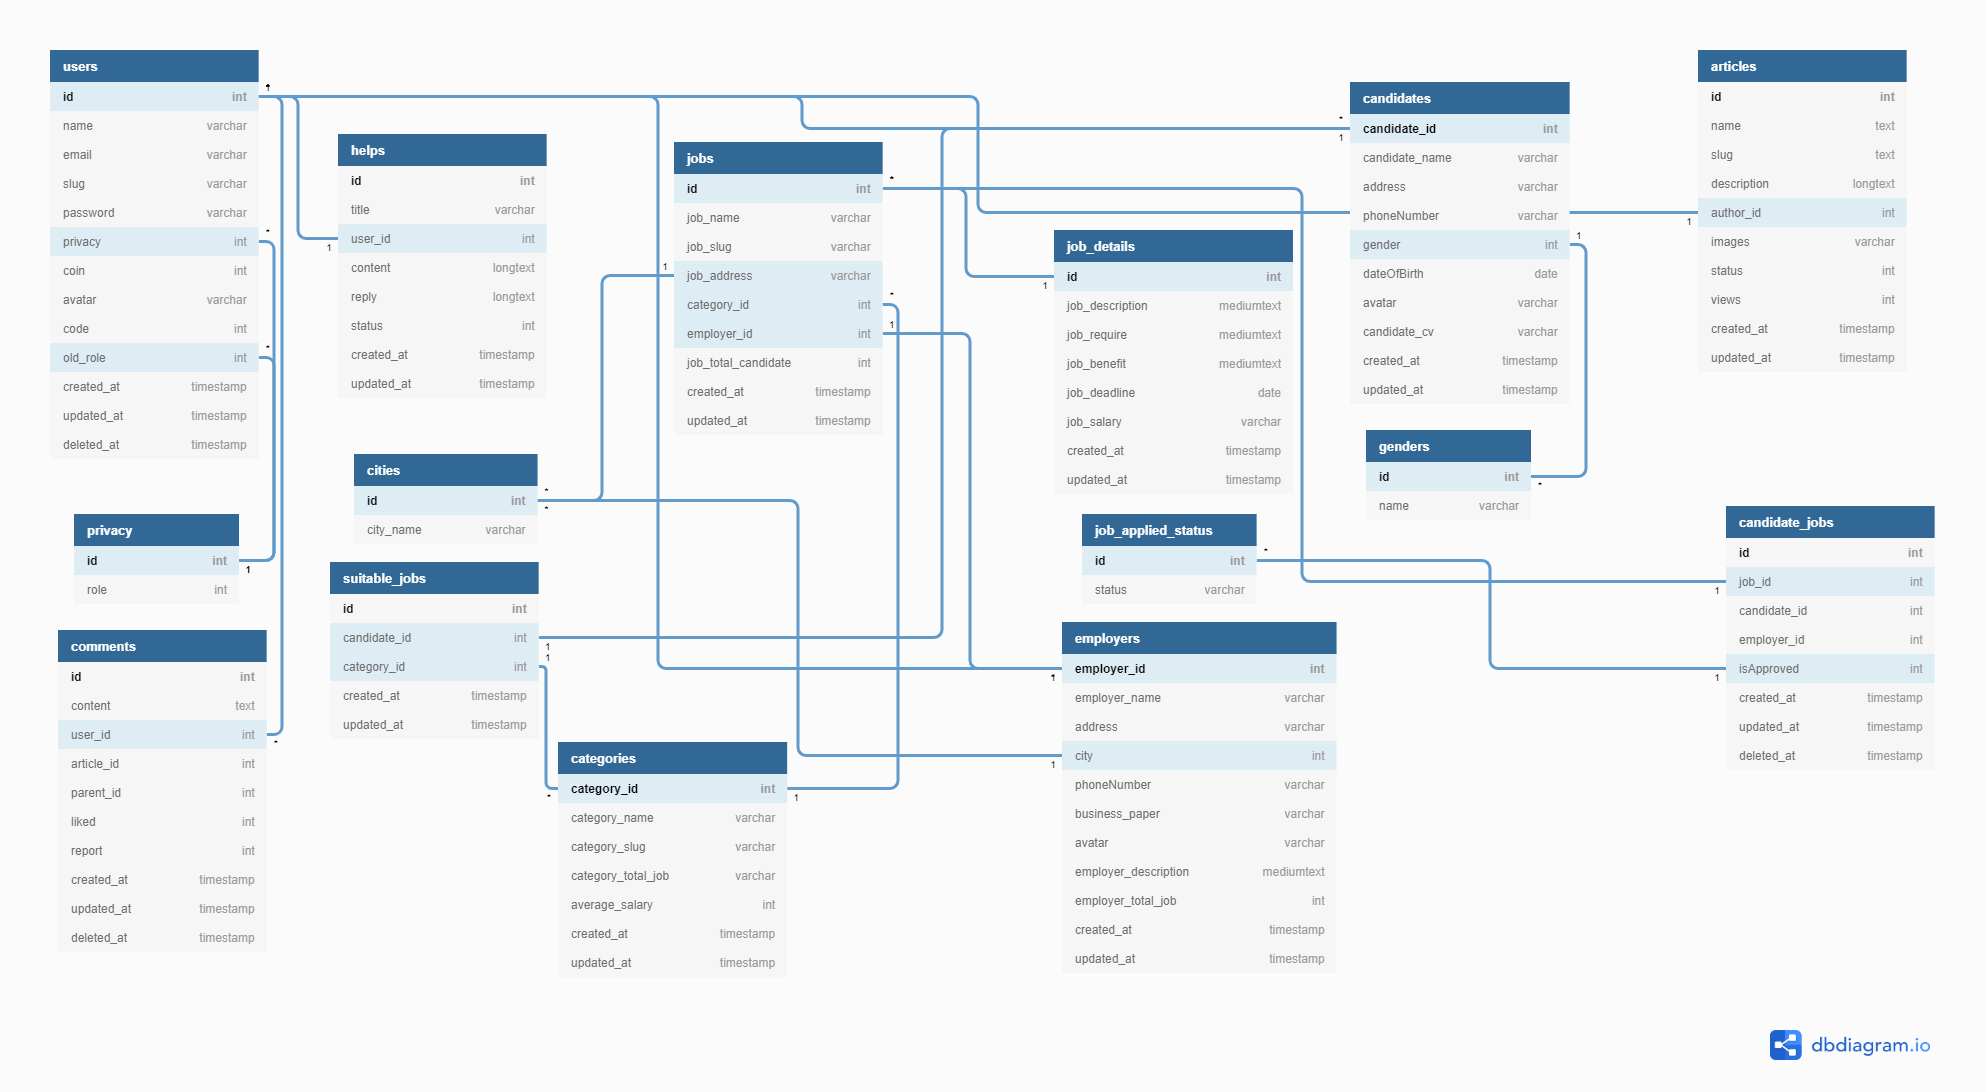 users
id int
name varchar
email varchar
slug varchar
password varchar
privacy int
coin int
avatar varchar
code int
old_role int
created_at timestamp
updated_at timestamp
deleted_at timestamp
helps
id int
title varchar
user_id int
content longtext
reply longtext
status int
created_at timestamp
updated_at timestamp
jobs
id int
job_name varchar
job_slug varchar
job_address varchar
category_id int
employer_id int
job_total_candidate int
created_at timestamp
updated_at timestamp
job_details
id int
job_description mediumtext
job_require mediumtext
job_benefit mediumtext
job_deadline date
job_salary varchar
created_at timestamp
updated_at timestamp
candidates
candidate_id int
candidate_name varchar
address varchar
phoneNumber varchar
gender int
dateOfBirth date
avatar varchar
candidate_cv varchar
created_at timestamp
updated_at timestamp
articles
id int
name text
slug text
description longtext
author_id int
images varchar
status int
views int
created_at timestamp
updated_at timestamp
genders
id int
name varchar
cities
id int
city_name varchar
privacy
id int
role int
suitable_jobs
id int
candidate_id int
category_id int
created_at timestamp
updated_at timestamp
job_applied_status
id int
status varchar
candidate_jobs
id int
job_id int
candidate_id int
employer_id int
isApproved int
created_at timestamp
updated_at timestamp
deleted_at timestamp
comments
id int
content text
user_id int
article_id int
parent_id int
liked int
report int
created_at timestamp
updated_at timestamp
deleted_at timestamp
categories
category_id int
category_name varchar
category_slug varchar
category_total_job varchar
average_salary int
created_at timestamp
updated_at timestamp
employers
employer_id int
employer_name varchar
address varchar
city int
phoneNumber varchar
business_paper varchar
avatar varchar
employer_description mediumtext
employer_total_job int
created_at timestamp
updated_at timestamp
dbdiagram.io